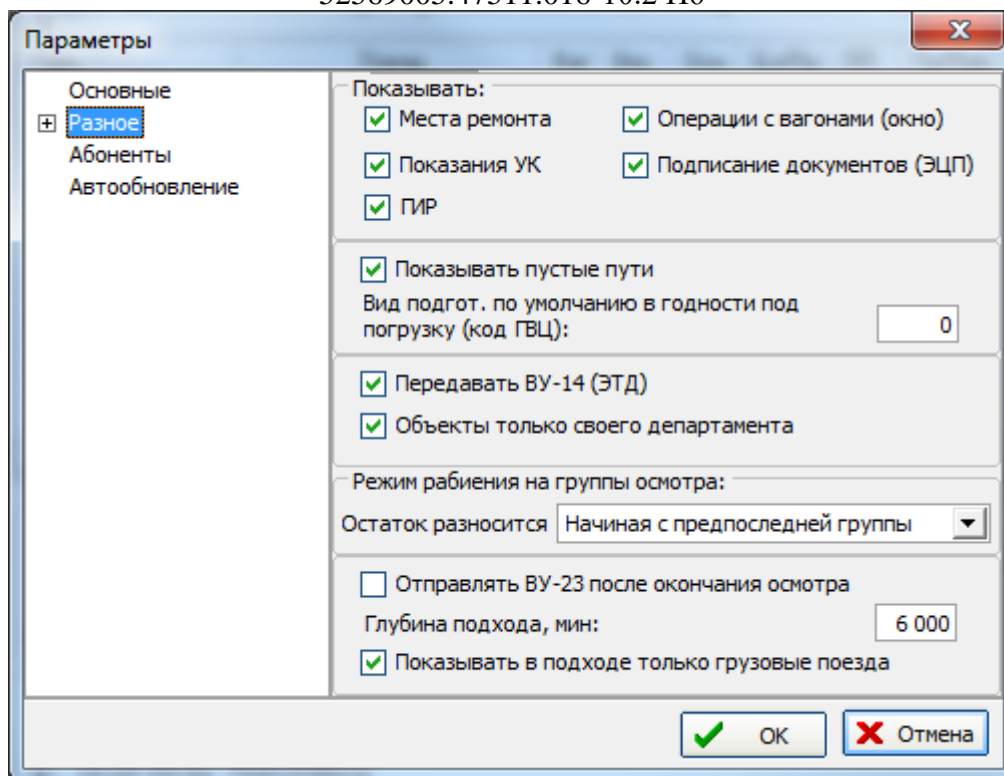 Параметры
Основные
Разное
Абоненты
Автообновление
Показывать:
Места ремонта
Операции с вагонами (окно)
Показания УК
Подписание документов (ЭЦП)
ГИР
Показывать пустые пути
Вид подгот. по умолчанию в годности под
погрузку (код ГВЦ):
0
Передавать ВУ-14 (ЭТД)
Объекты только своего департамента
Режим рабиения на группы осмотра:
Остаток разносится Начиная с предпоследней группы
Отправлять ВУ-23 после окончания осмотра
Глубина подхода, мин: 6 000
Показывать в подходе только грузовые поезда
OK
Отмена